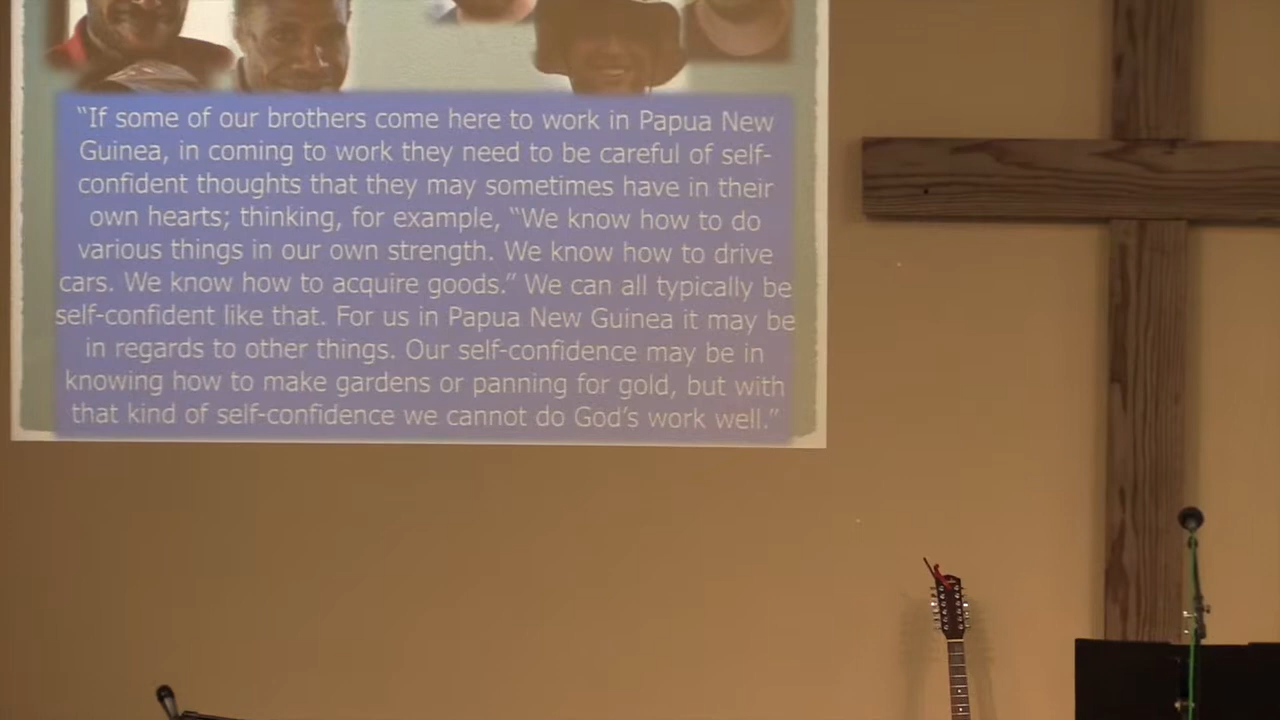 “If some of our brothers come here to work in Papua New
Guinea, in coming to work they need to be careful of self-
confident thoughts that they may sometimes have in their
own hearts; thinking, for example, “We know how to do
various things in our own strength. We know how to drive
cars. We know how to acquire goods.” We can all typically be
self-confident like that. For us in Papua New Guinea it may be
in regards to other things. Our self-confidence may be in
knowing how to make gardens or panning for gold, but with
that kind of self-confidence we cannot do God’s work well.”